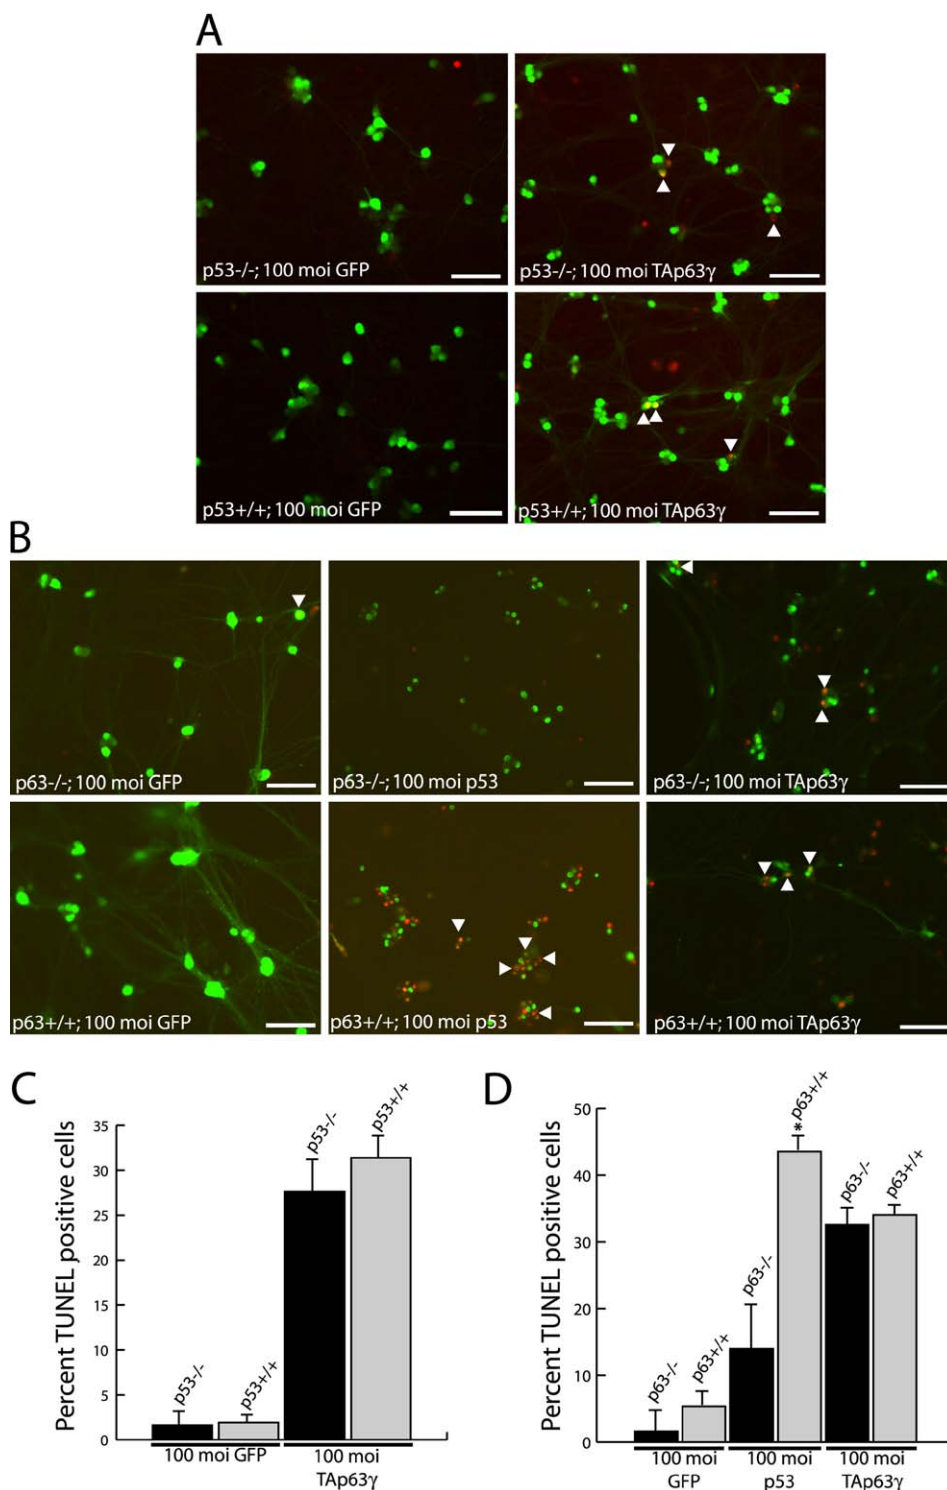 A
p53-/-; 100 moi GFP
p53-/-; 100 moi TAp63γ
p53+/+; 100 moi GFP
p53+/+; 100 moi TAp63γ
B
p63-/-; 100 moi GFP
p63-/-; 100 moi p53
p63-/-; 100 moi TAp63γ
p63+/+; 100 moi GFP
p63+/+; 100 moi p53
p63+/+; 100 moi TAp63γ
C
Percent TUNEL positive cells
35
30
25
20
15
10
5
0
p53-/-
p53+/+
p53-/-
p53+/+
100 moi GFP
100 moi
TAp63γ
D
Percent TUNEL positive cells
50
40
30
20
10
0
p63-/-
p63+/+
p63-/-
*p63+/+
p63-/-
p63+/+
100 moi
GFP
100 moi
p53
100 moi
TAp63γ